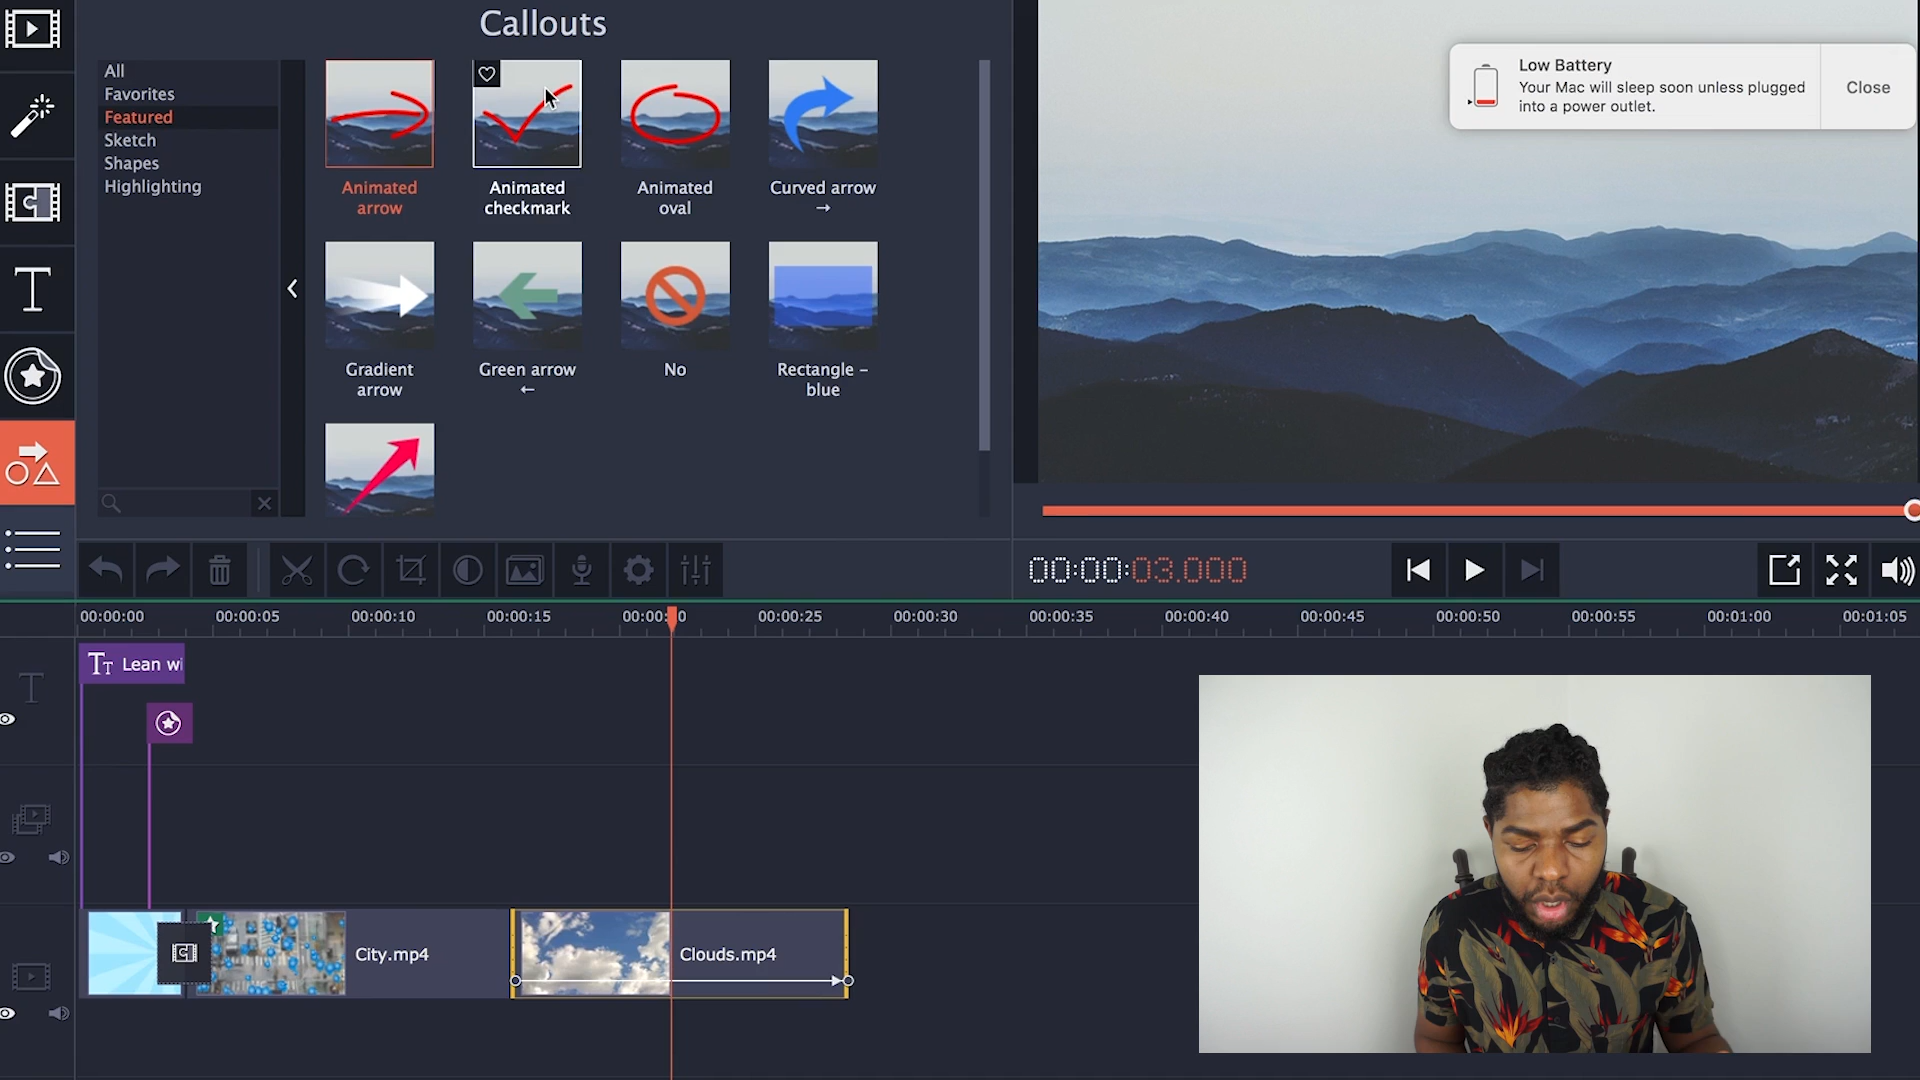 Callouts
All
Favorites
Featured
Sketch
Shapes
Highlighting
Animated
arrow
Animated
checkmark
Animated
oval
Curved arrow
→
Gradient
arrow
Green arrow
←
No
Rectangle –
blue
Low Battery
Your Mac will sleep soon unless plugged
into a power outlet.
Close
00:00:03.000
00:00:00 00:00:05 00:00:10 00:00:15 00:00:25 00:00:30 00:00:35 00:00:40 00:00:45 00:00:50 00:00:55 00:01:00 00:01:05
Lean
City.mp4
Clouds.mp4